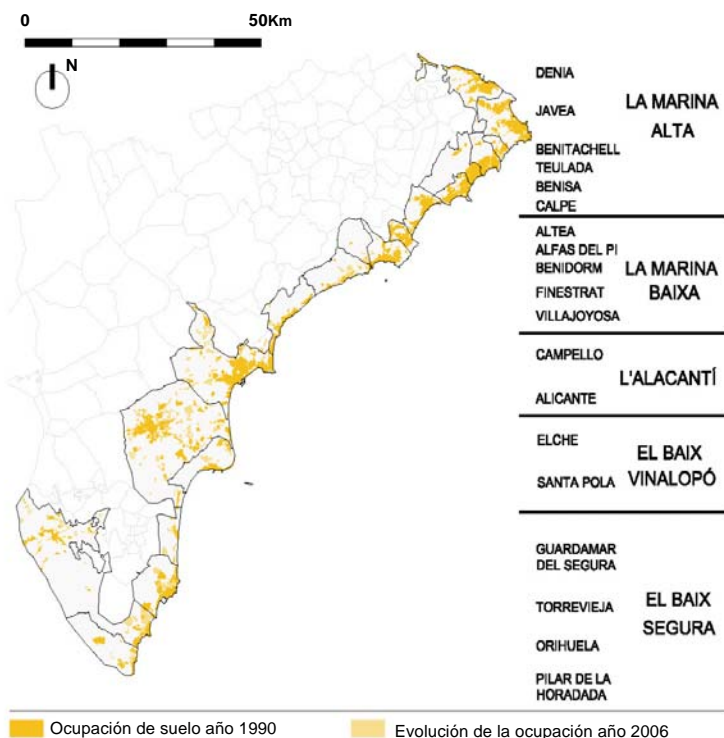 0 50Km
N
DENIA
JAVEA
LA MARINA
ALTA
BENITACHELL
TEULADA
BENISA
CALPE
ALTEA
ALFAS DEL PI
BENIDORM
FINESTRAT
VILLAJOYOSA
LA MARINA
BAIXA
CAMPELLO
ALICANTE
L'ALACANTÍ
ELCHE
SANTA POLA
EL BAIX
VINALOPÓ
GUARDAMAR
DEL SEGURA
TORREVIEJA
ORIHUELA
PILAR DE LA
HORADADA
EL BAIX
SEGURA
Ocupación de suelo año 1990
Evolución de la ocupación año 2006